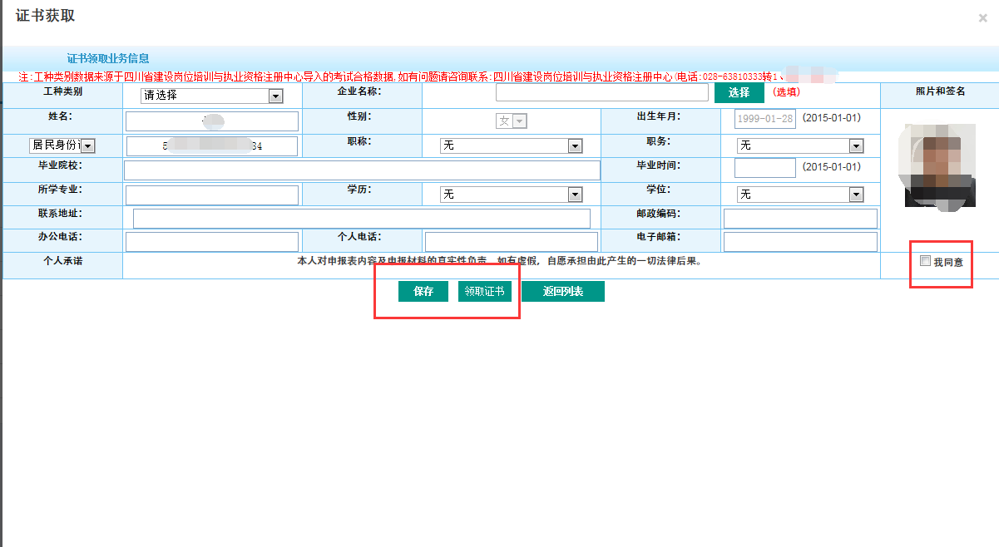 证书获取
×
证书领取业务信息
注:工种类别数据来源于四川省建设岗位培训与执业资格注册中心导入的考试合格数据,如有问题请咨询联系:四川省建设岗位培训与执业资格注册中心(电话:028-63810333转1、
工种类别 请选择 企业名称: 选择 (选填) 照片和签名
姓名: 性别: 女 出生年月: 1999-01-28 (2015-01-01)
居民身份 5 34 职称: 无 职务: 无
毕业院校: 毕业时间: (2015-01-01)
所学专业: 学历: 无 学位: 无
联系地址: 邮政编码:
办公电话: 个人电话: 电子邮箱:
个人承诺 本人对申报表内容及申报材料的真实性负责，如有虚假，自愿承担由此产生的一切法律后果。 我同意
保存 领取证书 返回列表